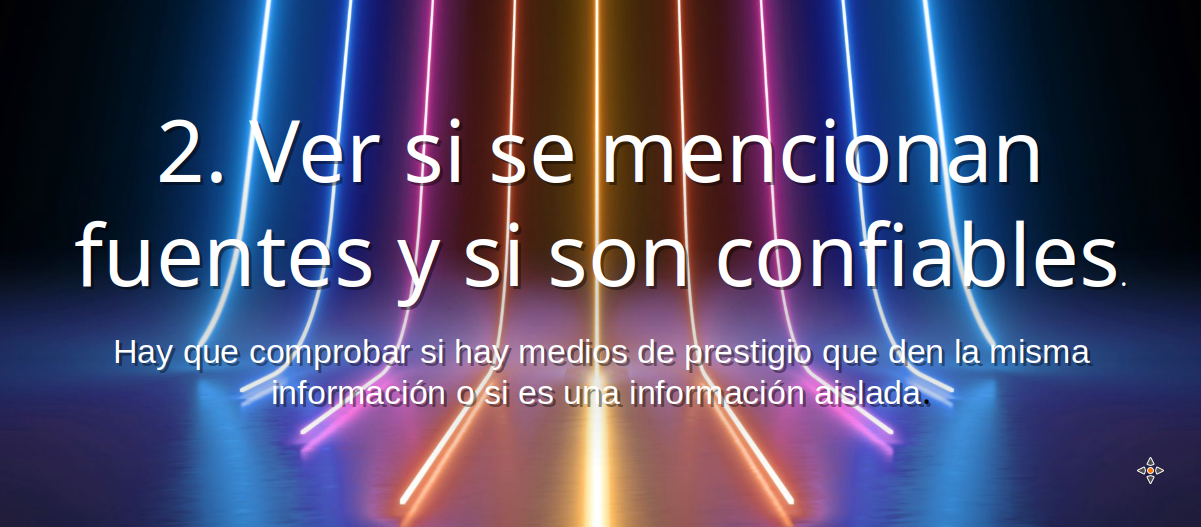 2. Ver si se mencionan
fuentes y si son confiables.
Hay que comprobar si hay medios de prestigio que den la misma
información o si es una información aislada.